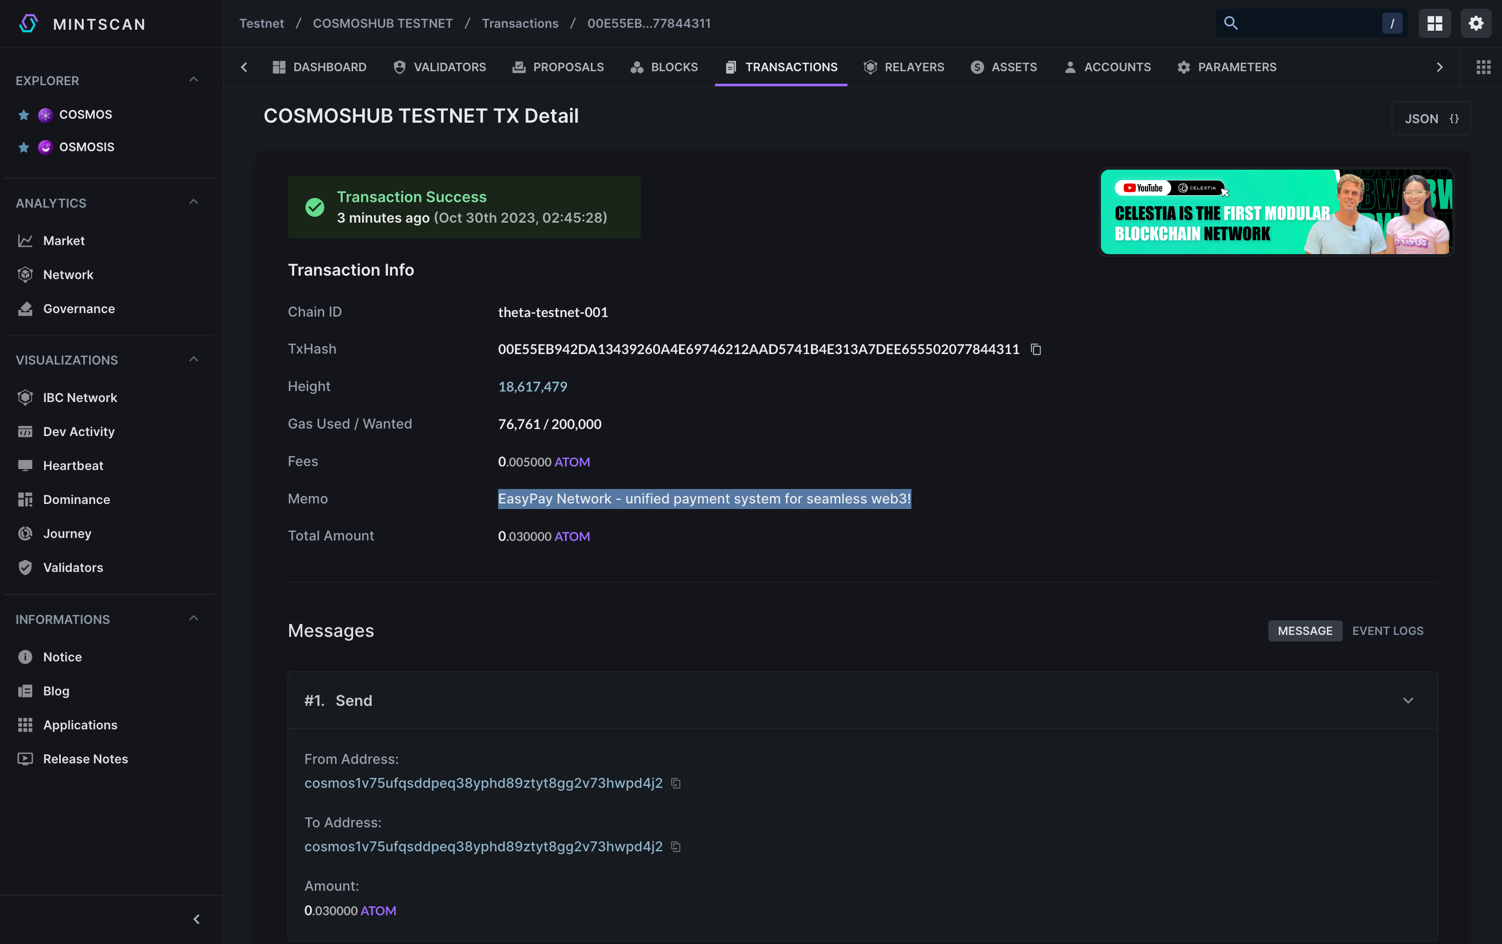 MINTSCAN
Testnet / COSMOSHUB TESTNET / Transactions / 00E55EB...77844311
/
EXPLORER
COSMOS
OSMOSIS
ANALYTICS
Market
Network
Governance
VISUALIZATIONS
IBC Network
Dev Activity
Heartbeat
Dominance
Journey
Validators
INFORMATIONS
Notice
Blog
Applications
Release Notes
DASHBOARD VALIDATORS PROPOSALS BLOCKS TRANSACTIONS RELAYERS ASSETS ACCOUNTS PARAMETERS
COSMOSHUB TESTNET TX Detail
JSON {}
Transaction Success
3 minutes ago (Oct 30th 2023, 02:45:28)
YouTube CELESTIA
CELESTIA IS THE FIRST MODULAR
BLOCKCHAIN NETWORK
Transaction Info
Chain ID theta-testnet-001
TxHash 00E55EB942DA13439260A4E69746212AAD5741B4E313A7DEE655502077844311
Height 18,617,479
Gas Used / Wanted 76,761 / 200,000
Fees 0.005000 ATOM
Memo EasyPay Network - unified payment system for seamless web3!
Total Amount 0.030000 ATOM
Messages
MESSAGE EVENT LOGS
#1. Send
From Address:
cosmos1v75ufqsddpeq38yphd89ztyt8gg2v73hwpd4j2
To Address:
cosmos1v75ufqsddpeq38yphd89ztyt8gg2v73hwpd4j2
Amount:
0.030000 ATOM